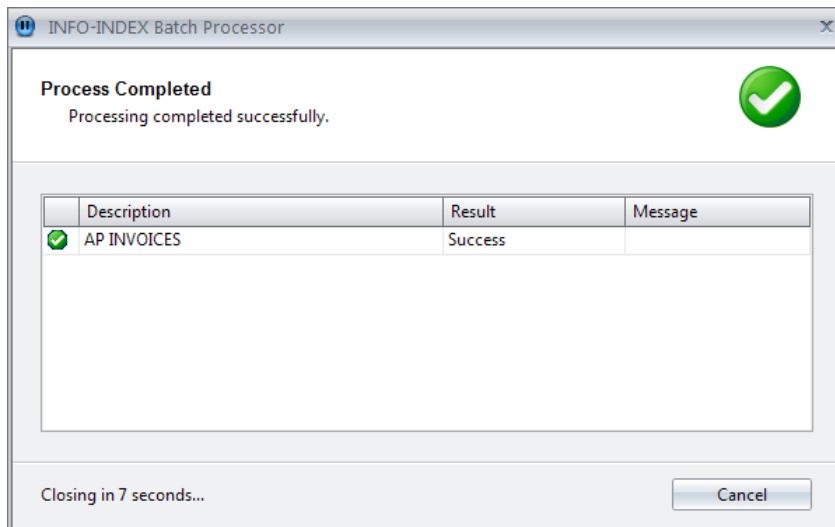 INFO-INDEX Batch Processor
Process Completed
Processing completed successfully.
Description Result Message
AP INVOICES Success
Closing in 7 seconds... Cancel